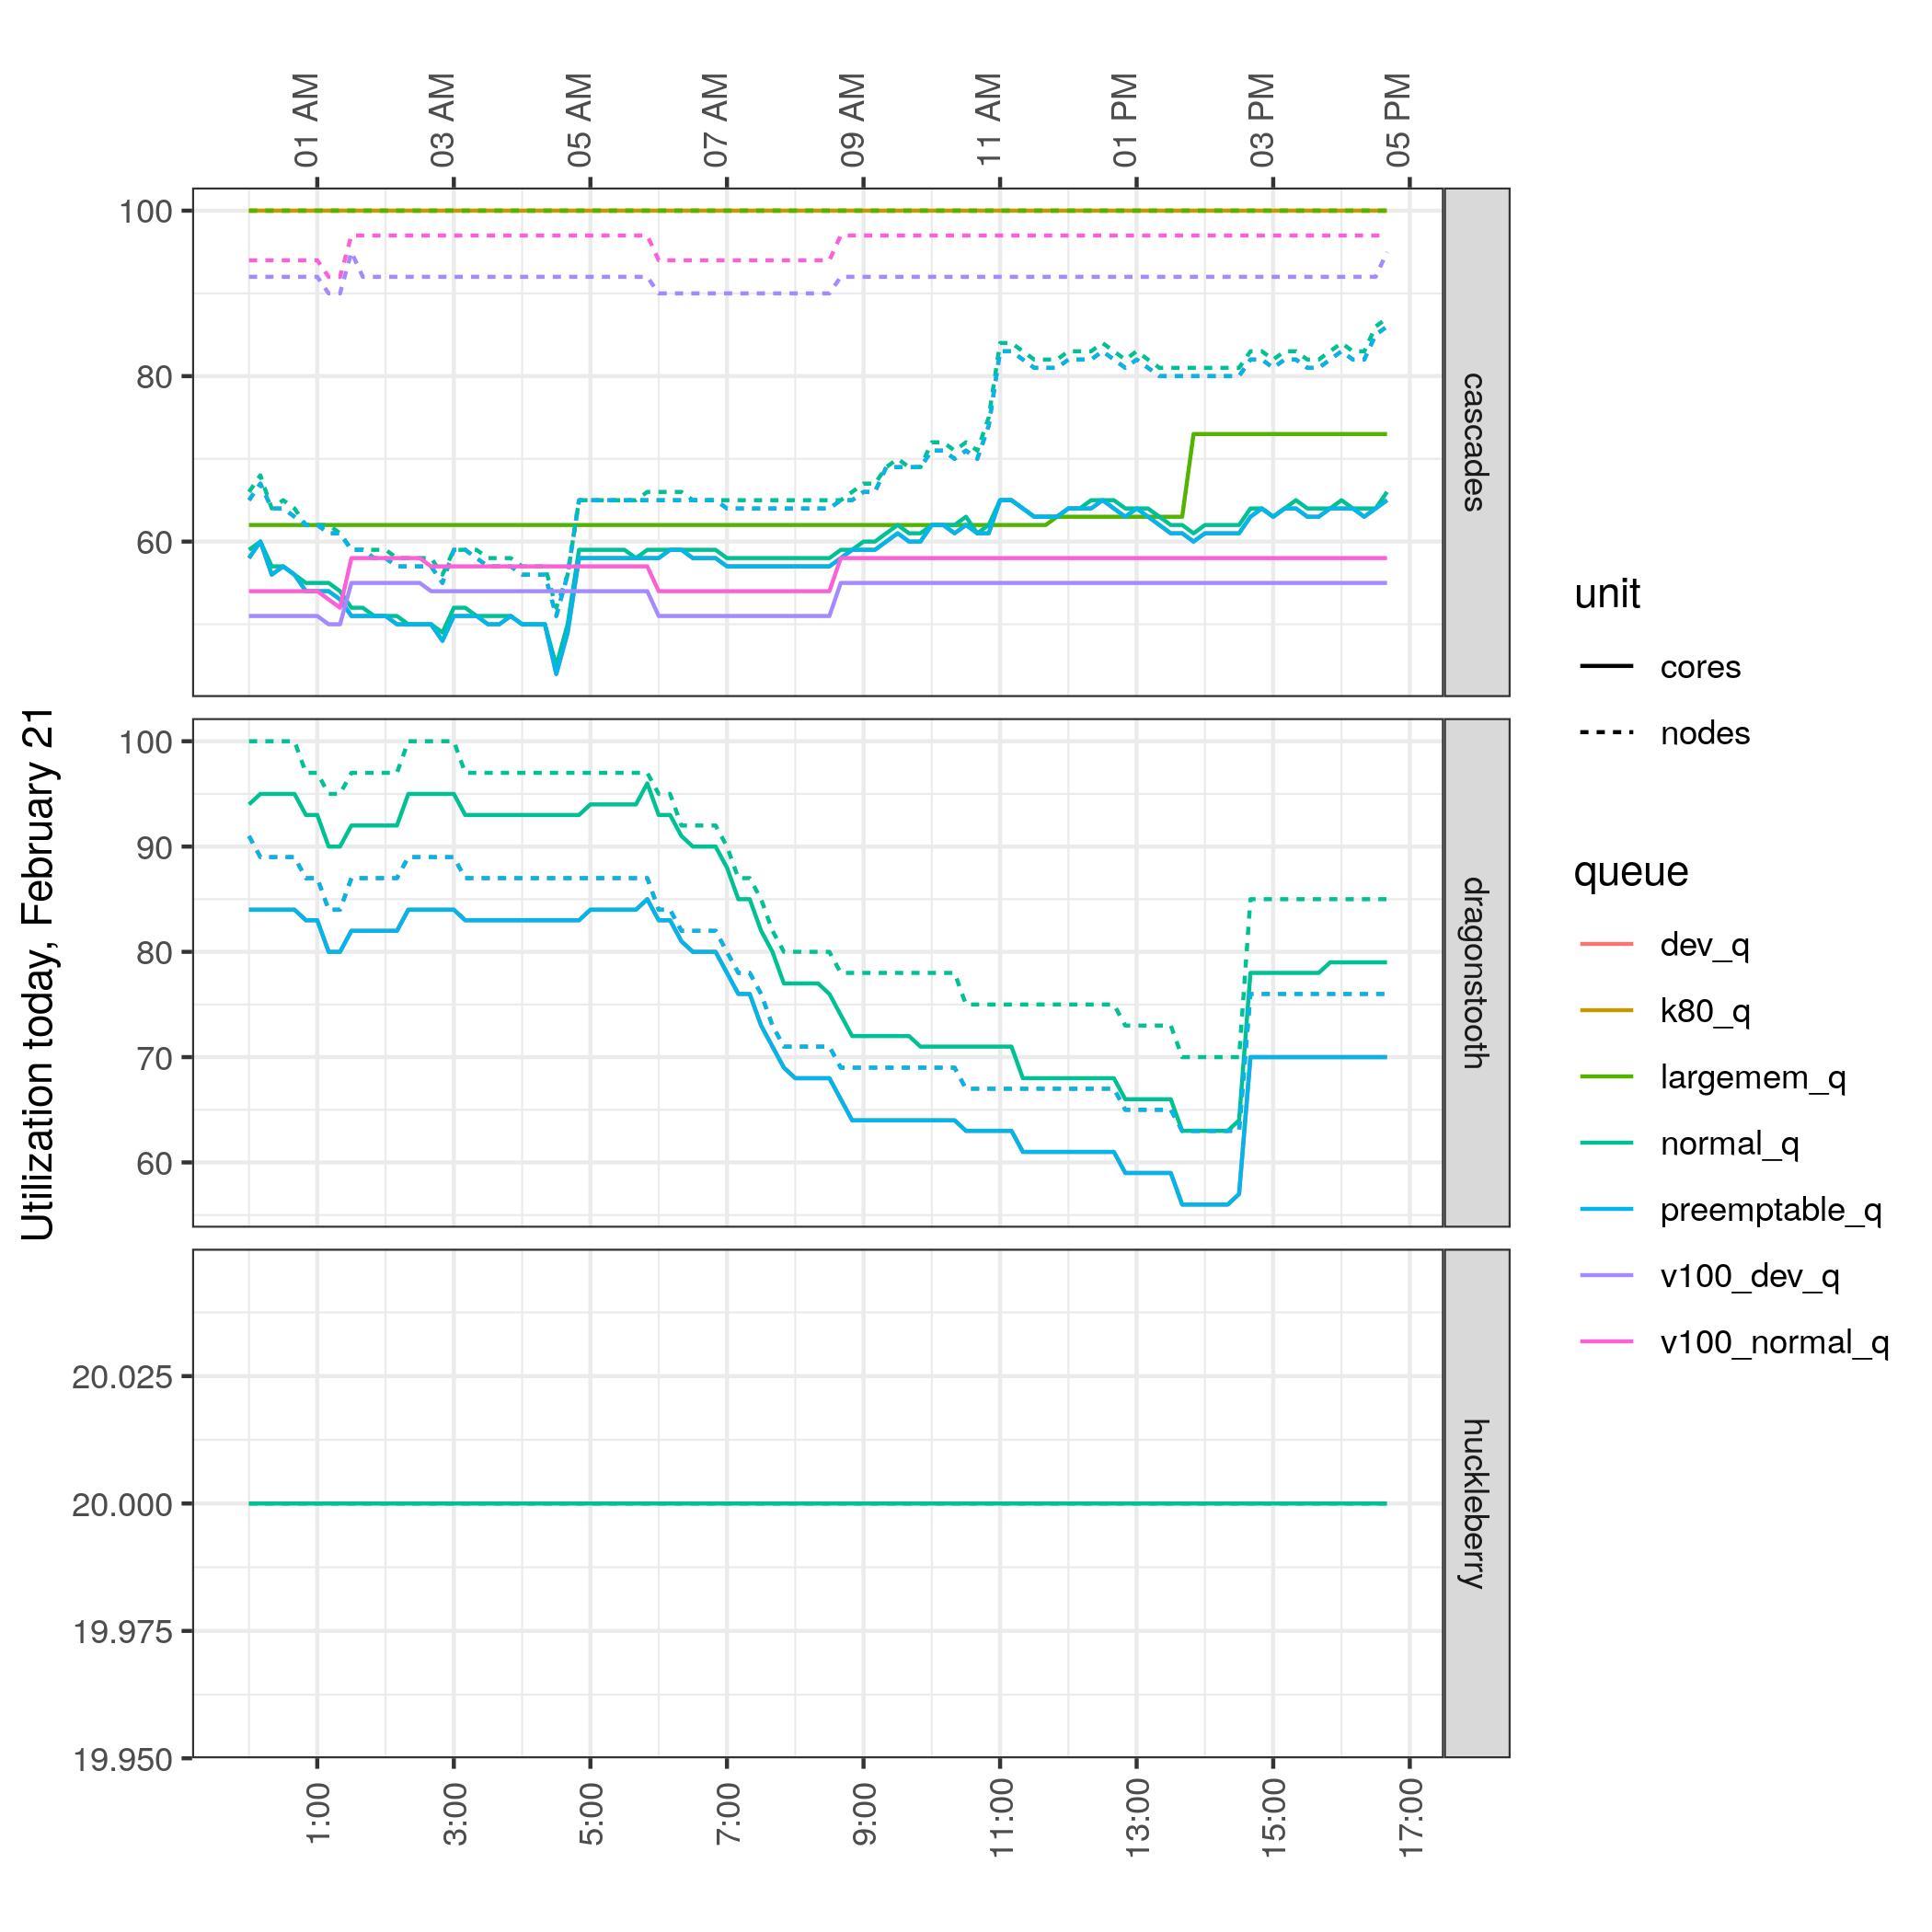 01 AM
03 AM
05 AM
07 AM
09 AM
11 AM
01 PM
03 PM
05 PM
Utilization today, February 21
100
80
60
cascades
100
90
80
70
60
dragonstooth
20.025
20.000
19.975
19.950
huckleberry
1:00
3:00
5:00
7:00
9:00
11:00
13:00
15:00
17:00
unit
cores
nodes
queue
dev_q
k80_q
largemem_q
normal_q
preemptable_q
v100_dev_q
v100_normal_q